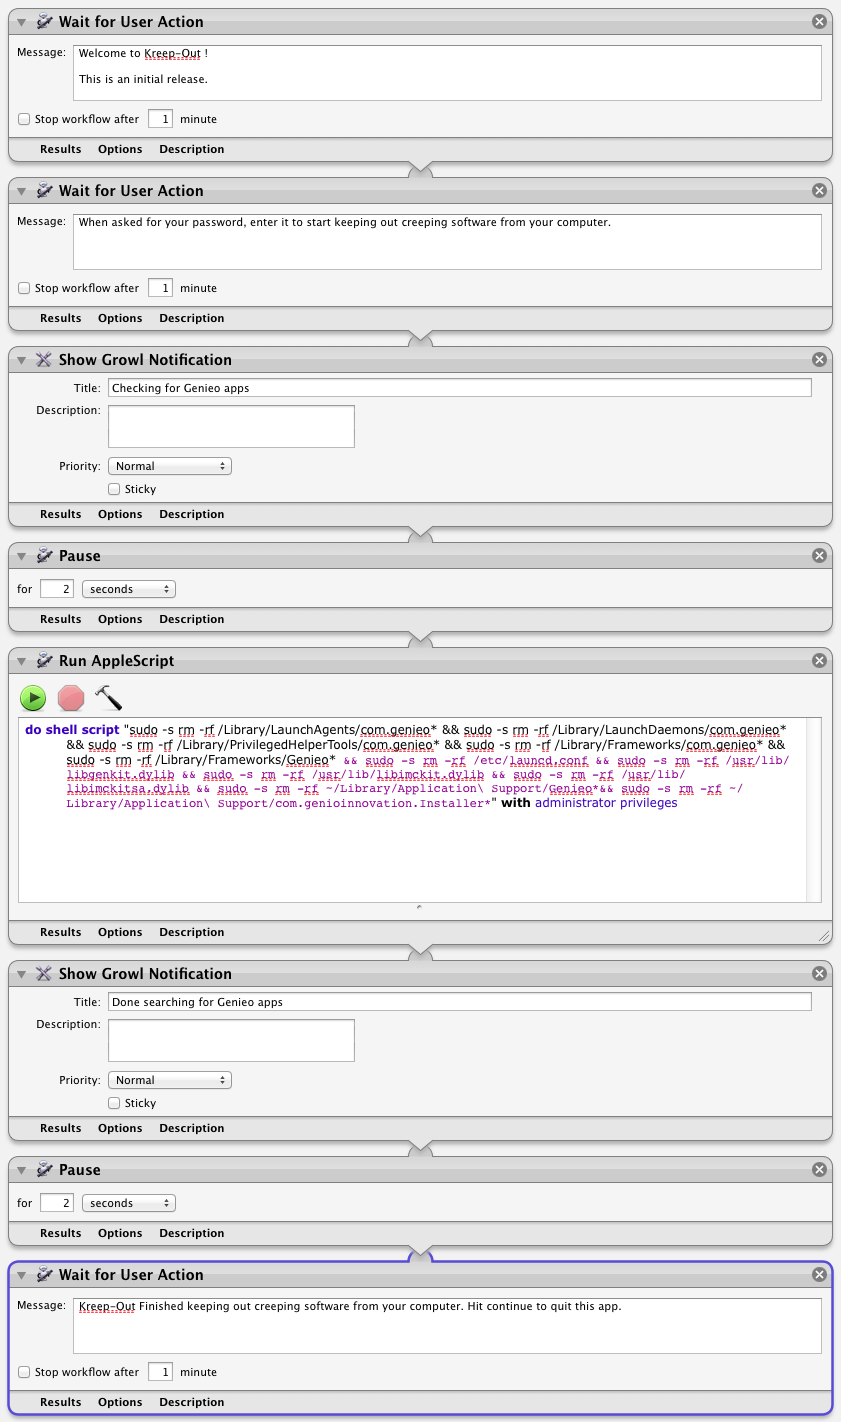 Wait for User Action
Message: Welcome to Kreep-Out !
This is an initial release.
Stop workflow after 1 minute
Results Options Description
Wait for User Action
Message: When asked for your password, enter it to start keeping out creeping software from your computer.
Stop workflow after 1 minute
Results Options Description
Show Growl Notification
Title: Checking for Genieo apps
Description:
Priority: Normal
Sticky
Results Options Description
Pause
for 2 seconds
Results Options Description
Run AppleScript
do shell script "sudo -s rm -rf /Library/LaunchAgents/com.genieo* && sudo -s rm -rf /Library/LaunchDaemons/com.genieo*
&& sudo -s rm -rf /Library/PrivilegedHelperTools/com.genieo* && sudo -s rm -rf /Library/Frameworks/com.genieo* &&
sudo -s rm -rf /Library/Frameworks/Genieo* && sudo -s rm -rf /etc/launcd.conf && sudo -s rm -rf /usr/lib/
libgenkit.dylib && sudo -s rm -rf /usr/lib/libimckit.dylib && sudo -s rm -rf /usr/lib/
libimckitsa.dylib && sudo -s rm -rf ~/Library/Application\ Support/Genieo*&& sudo -s rm -rf ~/
Library/Application\ Support/com.genioinnovation.Installer*" with administrator privileges
Results Options Description
Show Growl Notification
Title: Done searching for Genieo apps
Description:
Priority: Normal
Sticky
Results Options Description
Pause
for 2 seconds
Results Options Description
Wait for User Action
Message: Kreep-Out Finished keeping out creeping software from your computer. Hit continue to quit this app.
Stop workflow after 1 minute
Results Options Description